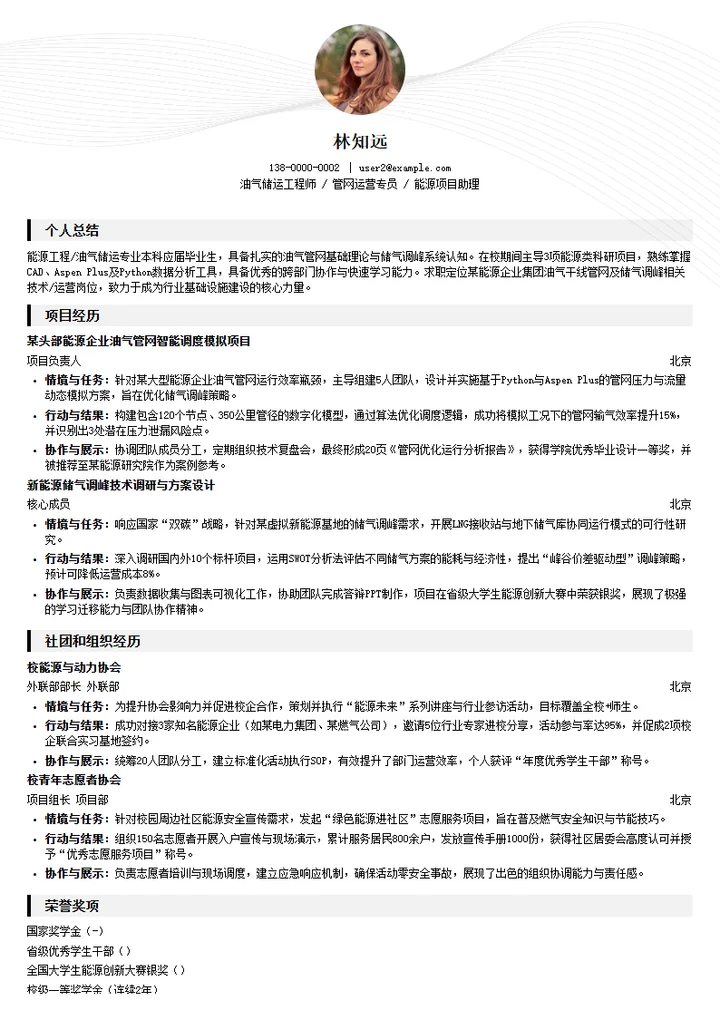 林知远
138-0000-0002 | user2@example.com
油气储运工程师 / 管网运营专员 / 能源项目助理
个人总结
能源工程/油气储运专业本科应届毕业生，具备扎实的油气管网基础理论与储气调峰系统认知。在校期间主导3项能源类科研项目，熟练掌握
CAD、Aspen Plus及Python数据分析工具，具备优秀的跨部门协作与快速学习能力。求职定位某能源企业集团油气干线管网及储气调峰相关
技术/运营岗位，致力于成为行业基础设施建设的核心力量。
项目经历
某头部能源企业油气管网智能调度模拟项目
项目负责人 北京
• 情境与任务：针对某大型能源企业油气管网运行效率瓶颈，主导组建5人团队，设计并实施基于Python与Aspen Plus的管网压力与流量
动态模拟方案，旨在优化储气调峰策略。
• 行动与结果：构建包含120个节点、350公里管径的数字化模型，通过算法优化调度逻辑，成功将模拟工况下的管网输气效率提升15%，
并识别出3处潜在压力泄漏风险点。
• 协作与展示：协调团队成员分工，定期组织技术复盘会，最终形成20页《管网优化运行分析报告》，获得学院优秀毕业设计一等奖，并
被推荐至某能源研究院作为案例参考。
新能源储气调峰技术调研与方案设计
核心成员 北京
• 情境与任务：响应国家“双碳”战略，针对某虚拟新能源基地的储气调峰需求，开展LNG接收站与地下储气库协同运行模式的可行性研
究。
• 行动与结果：深入调研国内外10个标杆项目，运用SWOT分析法评估不同储气方案的能耗与经济性，提出“峰谷价差驱动型”调峰策略，
预计可降低运营成本8%。
• 协作与展示：负责数据收集与图表可视化工作，协助团队完成答辩PPT制作，项目在省级大学生能源创新大赛中荣获银奖，展现了极强
的学习迁移能力与团队协作精神。
社团和组织经历
校能源与动力协会
外联部部长 外联部 北京
• 情境与任务：为提升协会影响力并促进校企合作，策划并执行“能源未来”系列讲座与行业参访活动，目标覆盖全校+师生。
• 行动与结果：成功对接3家知名能源企业（如某电力集团、某燃气公司），邀请5位行业专家进校分享，活动参与率达95%，并促成2项校
企联合实习基地签约。
• 协作与展示：统筹20人团队分工，建立标准化活动执行SOP，有效提升了部门运营效率，个人获评“年度优秀学生干部”称号。
校青年志愿者协会
项目组长 项目部 北京
• 情境与任务：针对校园周边社区能源安全宣传需求，发起“绿色能源进社区”志愿服务项目，旨在普及燃气安全知识与节能技巧。
• 行动与结果：组织150名志愿者开展入户宣传与现场演示，累计服务居民800余户，发放宣传手册1000份，获得社区居委会高度认可并授
予“优秀志愿服务项目”称号。
• 协作与展示：负责志愿者培训与现场调度，建立应急响应机制，确保活动零安全事故，展现了出色的组织协调能力与责任感。
荣誉奖项
国家奖学金（-）
省级优秀学生干部（）
全国大学生能源创新大赛银奖（）
校级一等奖学金（连续2年）